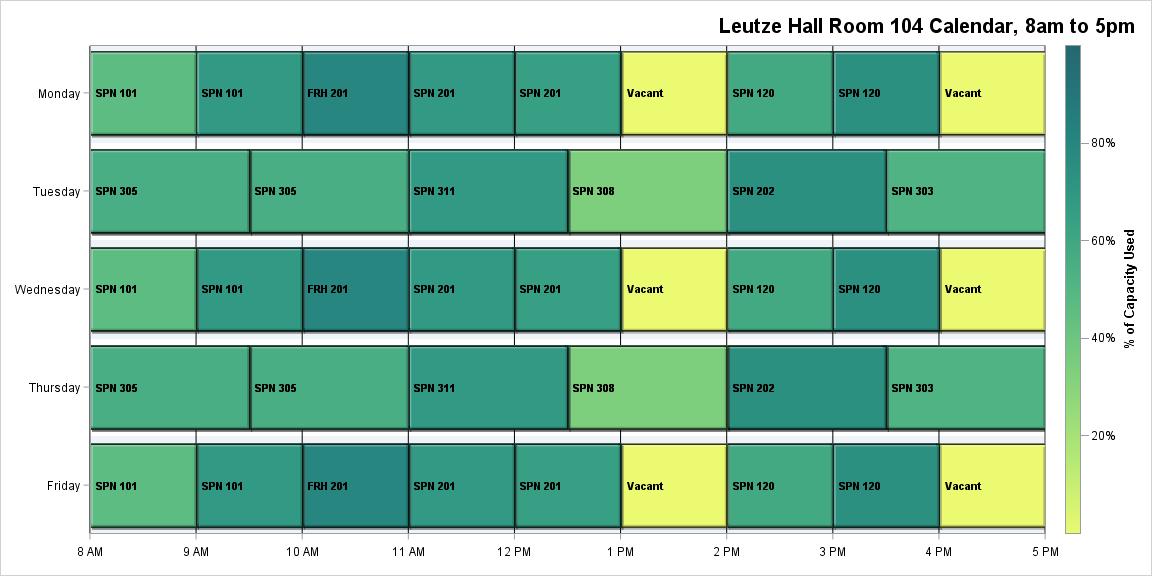 Leutze Hall Room 104 Calendar, 8am to 5pm
Monday
SPN 101
SPN 101
FRH 201
SPN 201
SPN 201
Vacant
SPN 120
SPN 120
Vacant
Tuesday
SPN 305
SPN 305
SPN 311
SPN 308
SPN 202
SPN 303
Wednesday
SPN 101
SPN 101
FRH 201
SPN 201
SPN 201
Vacant
SPN 120
SPN 120
Vacant
Thursday
SPN 305
SPN 305
SPN 311
SPN 308
SPN 202
SPN 303
Friday
SPN 101
SPN 101
FRH 201
SPN 201
SPN 201
Vacant
SPN 120
SPN 120
Vacant
8 AM
9 AM
10 AM
11 AM
12 PM
1 PM
2 PM
3 PM
4 PM
5 PM
80%
60%
40%
20%
% of Capacity Used